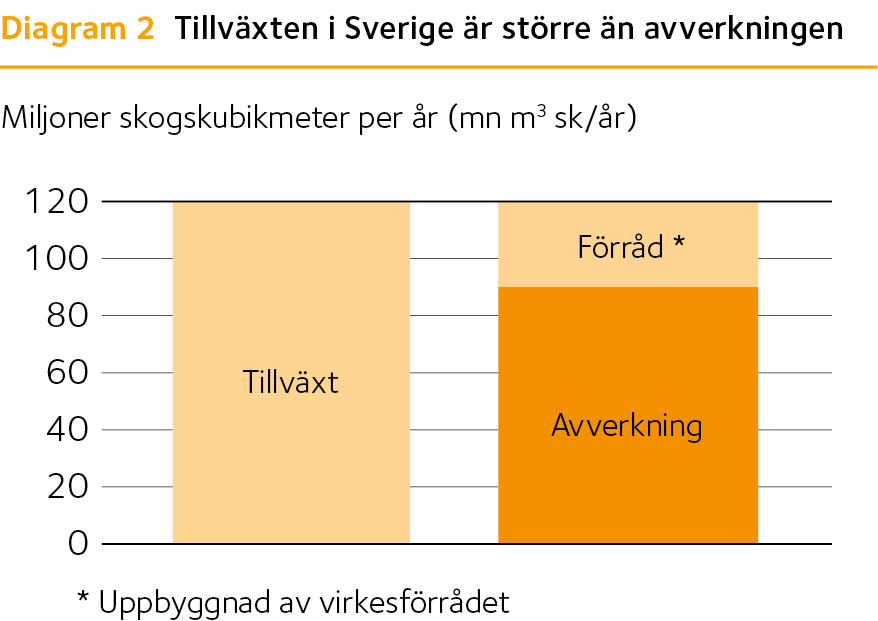 Diagram 2 Tillväxten i Sverige är större än avverkningen
Miljoner skogskubikmeter per år (mn m³ sk/år)
120
100
80
60
40
20
0
Tillväxt
Förråd *
Avverkning
* Uppbyggnad av virkesförrådet